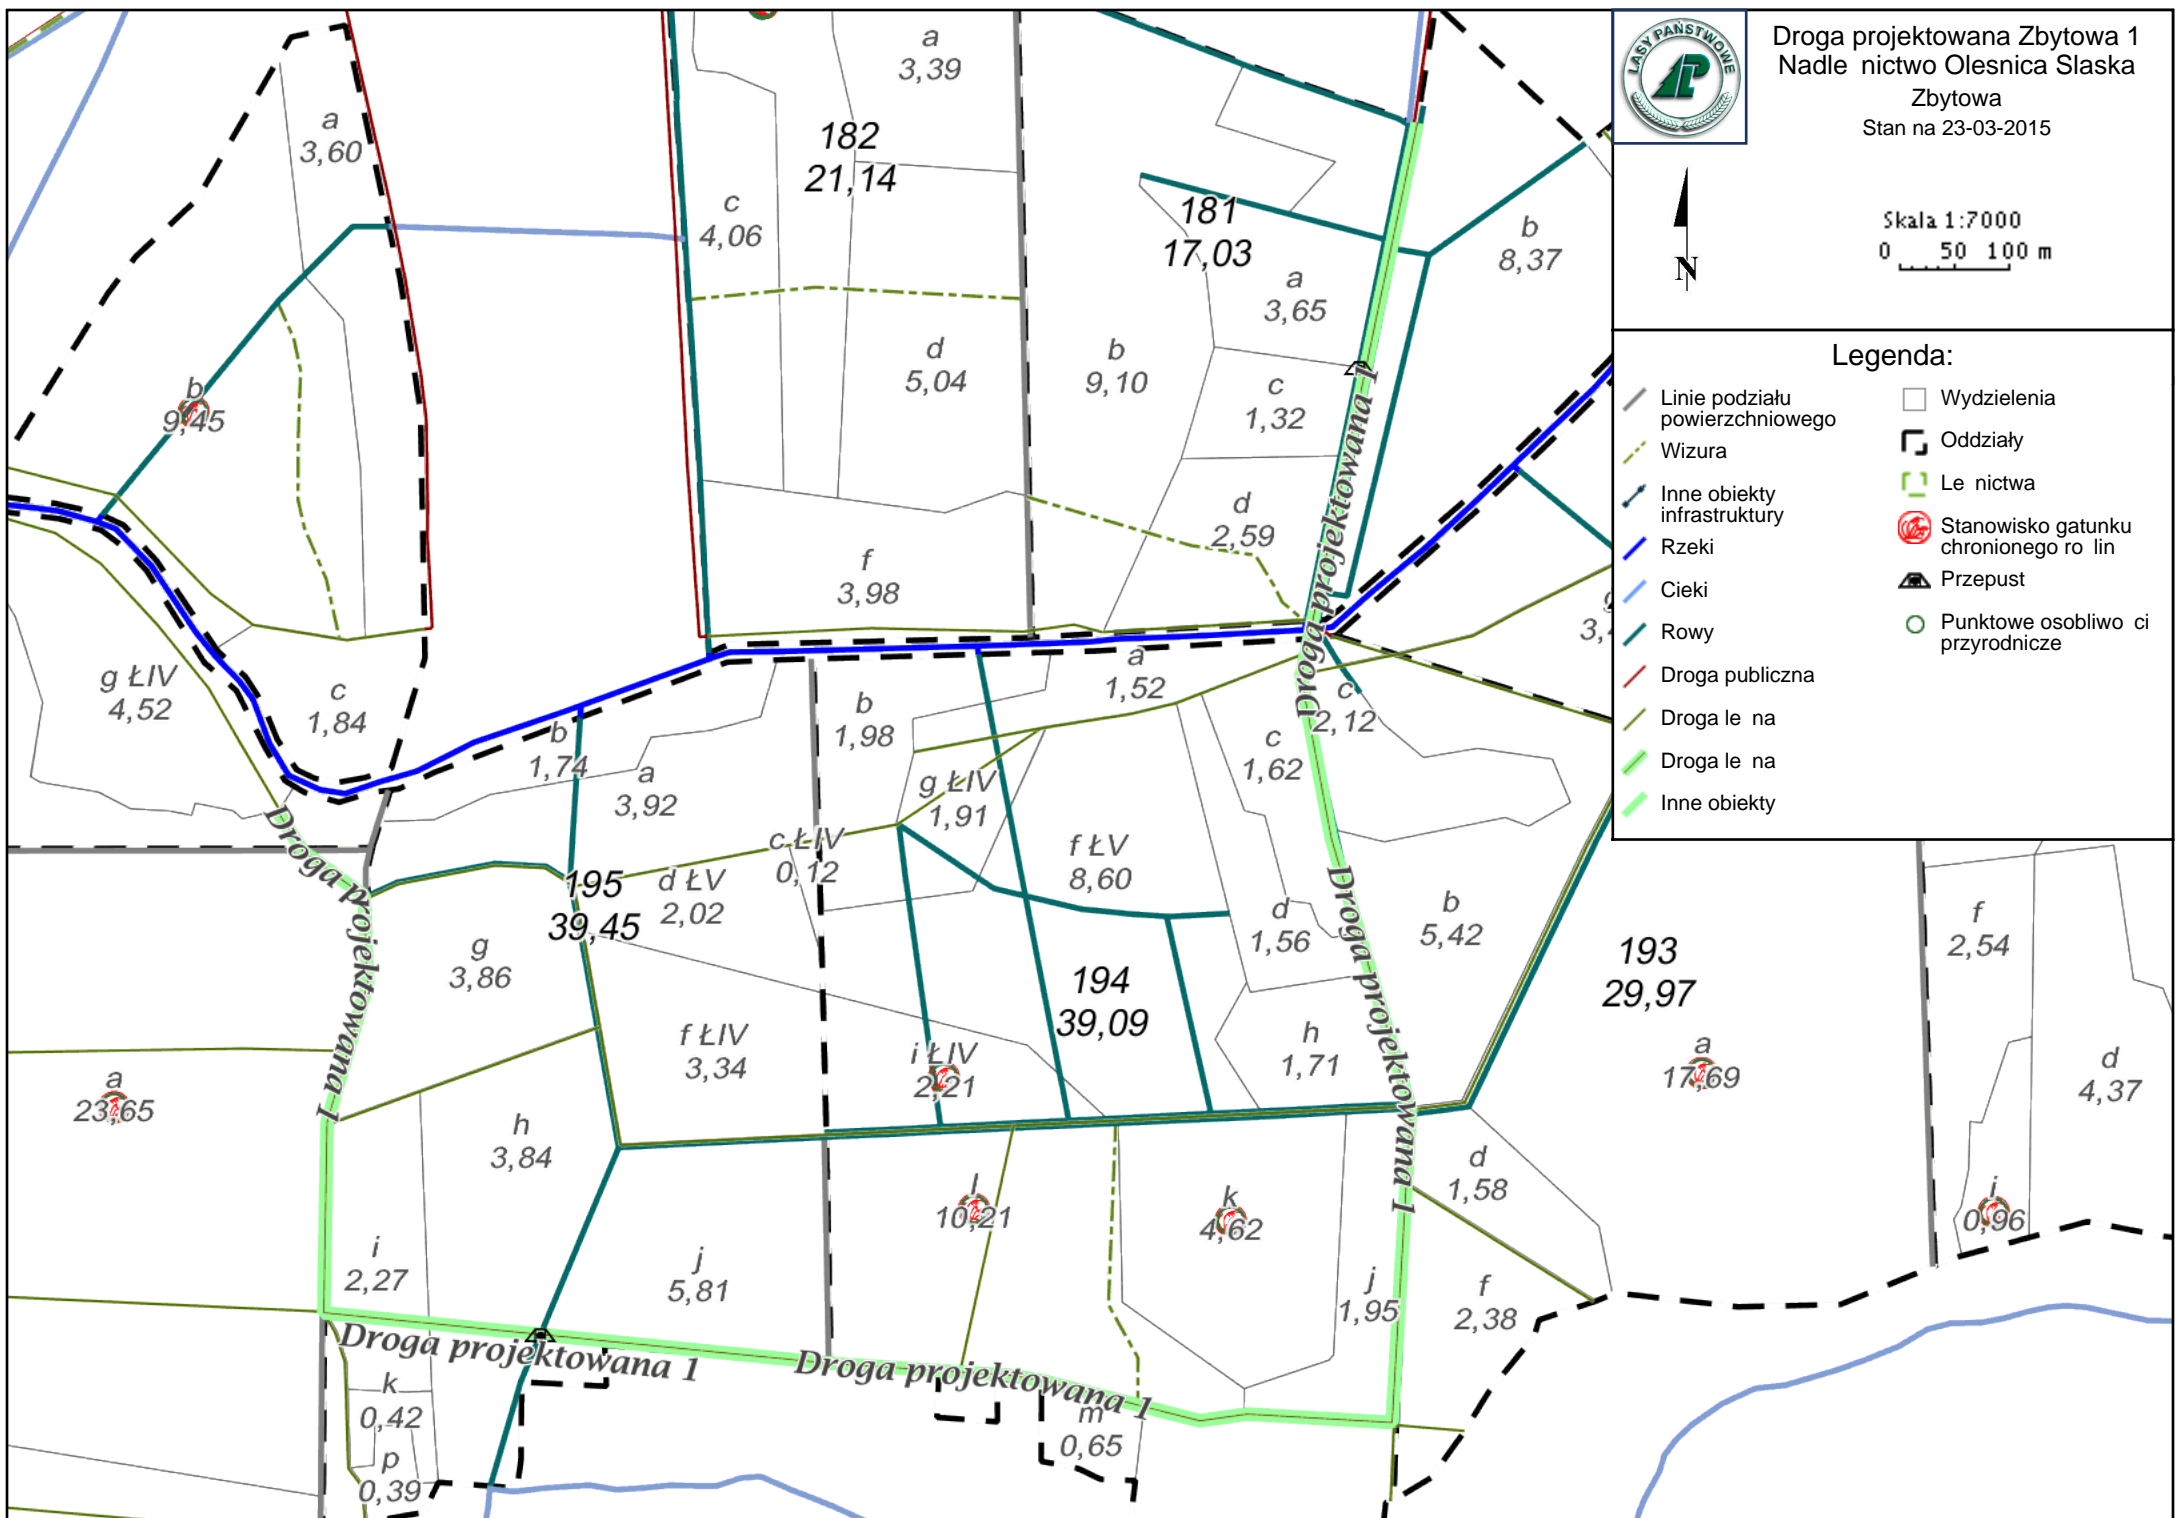 LASY PAŃSTWOWE
Droga projektowana Zbytowa 1
Nadle nictwo Olesnica Slaska
Zbytowa
Stan na 23-03-2015
N
Skala 1:7000
0 50 100 m
Legenda:
Linie podziału
powierzchniowego
Wizura
Inne obiekty
infrastruktury
Rzeki
Cieki
Rowy
Droga publiczna
Droga le na
Droga le na
Inne obiekty
Wydzielenia
Oddziały
Le nictwa
Stanowisko gatunku
chronionego ro lin
Przepust
Punktowe osobliwo ci
przyrodnicze
a
3,60
a
3,39
182
21,14
c
4,06
181
17,03
b
8,37
a
3,65
d
5,04
b
9,10
c
1,32
b
9,45
d
2,59
f
3,98
Droga projektowana 1
g ŁIV
4,52
c
1,84
b
1,74
a
3,92
b
1,98
a
1,52
c
2,12
c
1,62
g ŁIV
1,91
c ŁIV
0,12
f ŁV
8,60
195
39,45
d ŁV
2,02
d
1,56
b
5,42
f
2,54
193
29,97
g
3,86
194
39,09
f ŁIV
3,34
i ŁIV
2,21
h
1,71
a
17,69
d
4,37
a
23,65
Droga projektowana 1
Droga projektowana 1
h
3,84
l
10,21
k
4,62
d
1,58
i
0,96
i
2,27
j
5,81
j
1,95
f
2,38
Droga projektowana 1
Droga projektowana 1
k
0,42
m
0,65
p
0,39